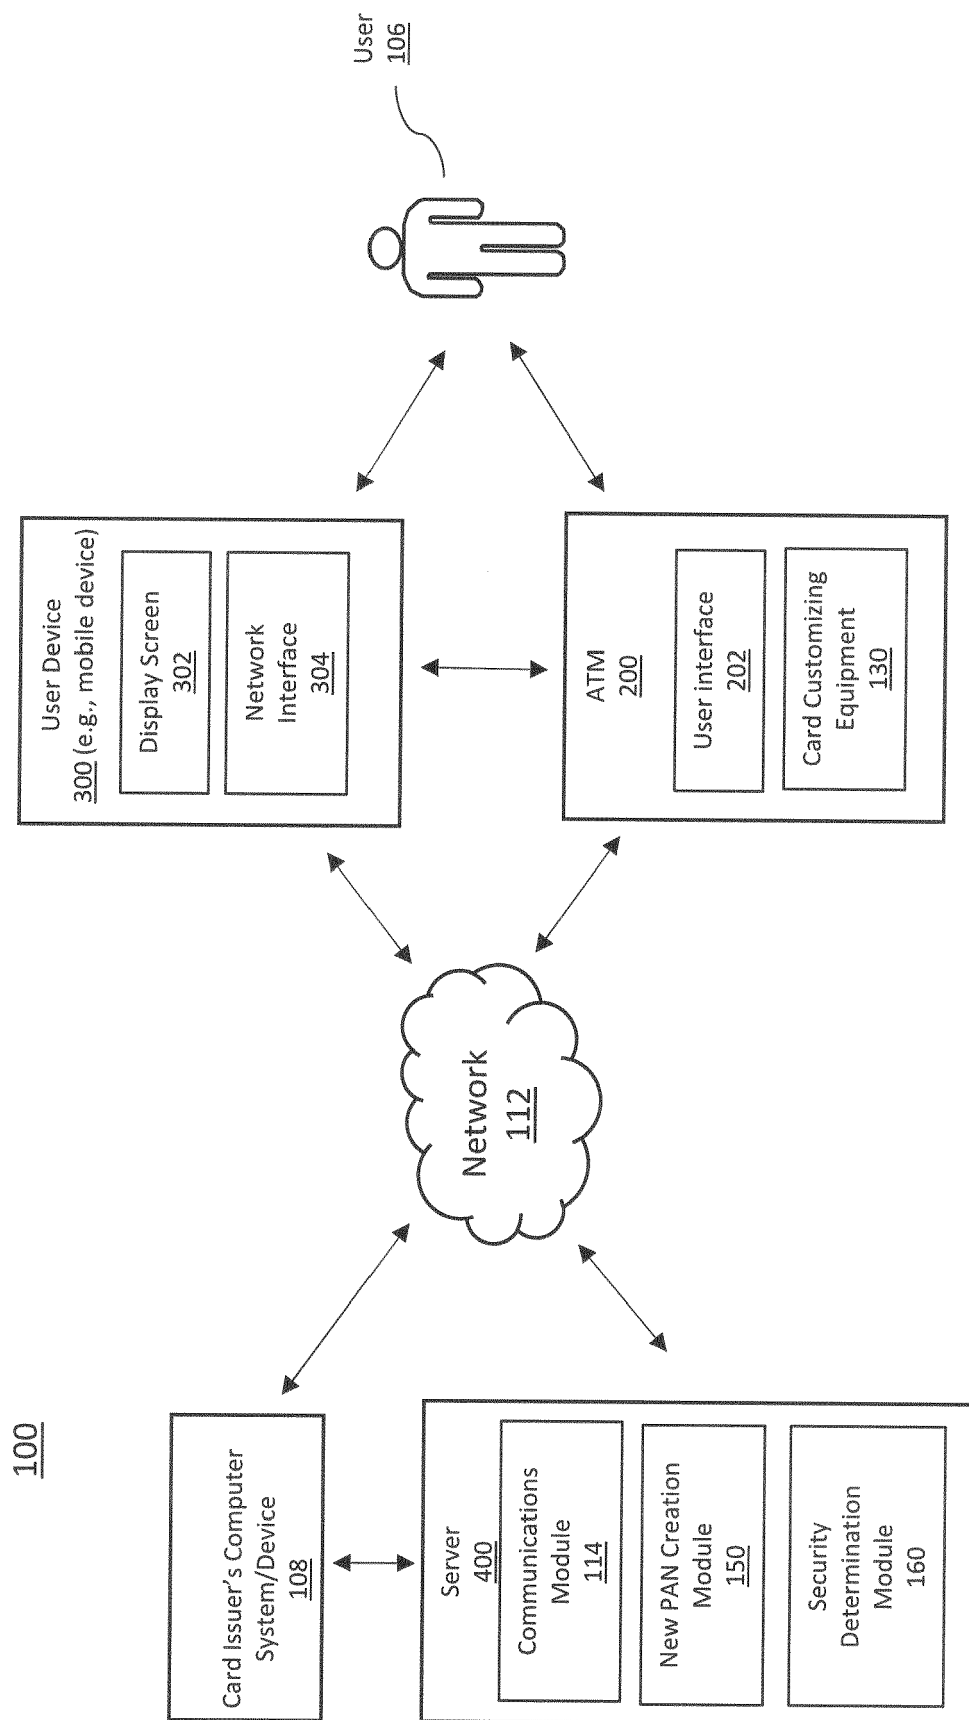 100
Card Issuer's Computer
System/Device
108
Server
400
Communications
Module
114
New PAN Creation
Module
150
Security
Determination
Module
160
Network
112
User Device
300 (e.g., mobile device)
Display Screen
302
Network
Interface
304
ATM
200
User interface
202
Card Customizing
Equipment
130
User
106